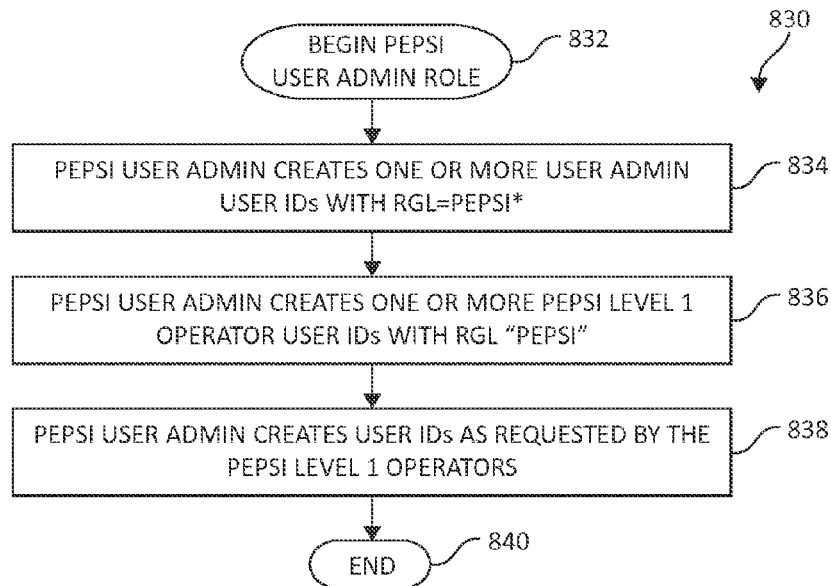 830
BEGIN PEPSI
USER ADMIN ROLE
832
PEPSI USER ADMIN CREATES ONE OR MORE USER ADMIN
USER IDs WITH RGL=PEPSI*
834
PEPSI USER ADMIN CREATES ONE OR MORE PEPSI LEVEL 1
OPERATOR USER IDs WITH RGL “PEPSI”
836
PEPSI USER ADMIN CREATES USER IDs AS REQUESTED BY THE
PEPSI LEVEL 1 OPERATORS
838
END
840